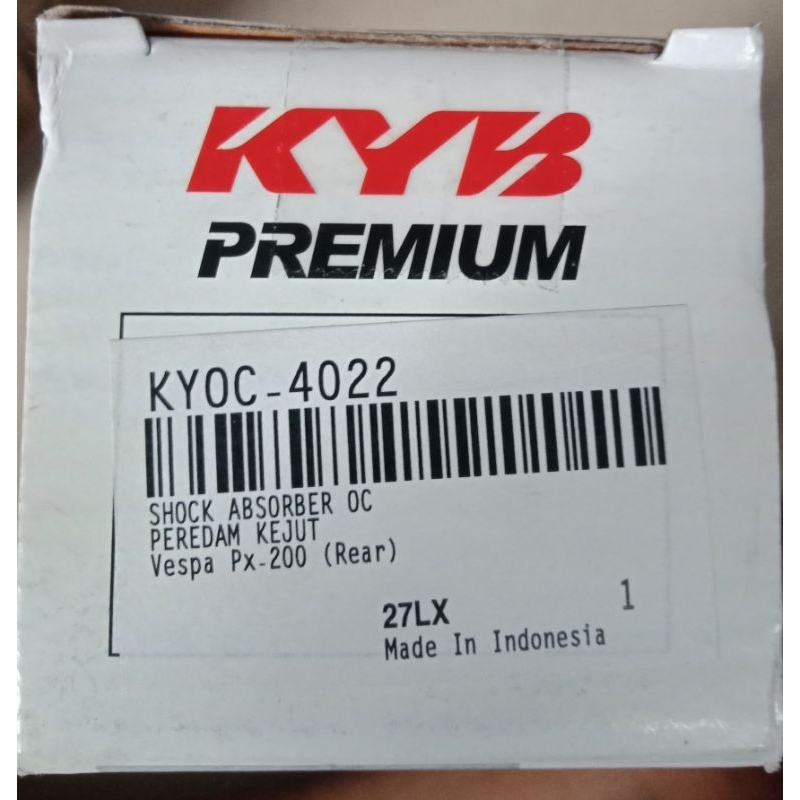 KYB
PREMIUM
KYOC-4022
SHOCK ABSORBER OC
PEREDAM KEJUT
Vespa Px-200 (Rear)
27LX
1
Made In Indonesia